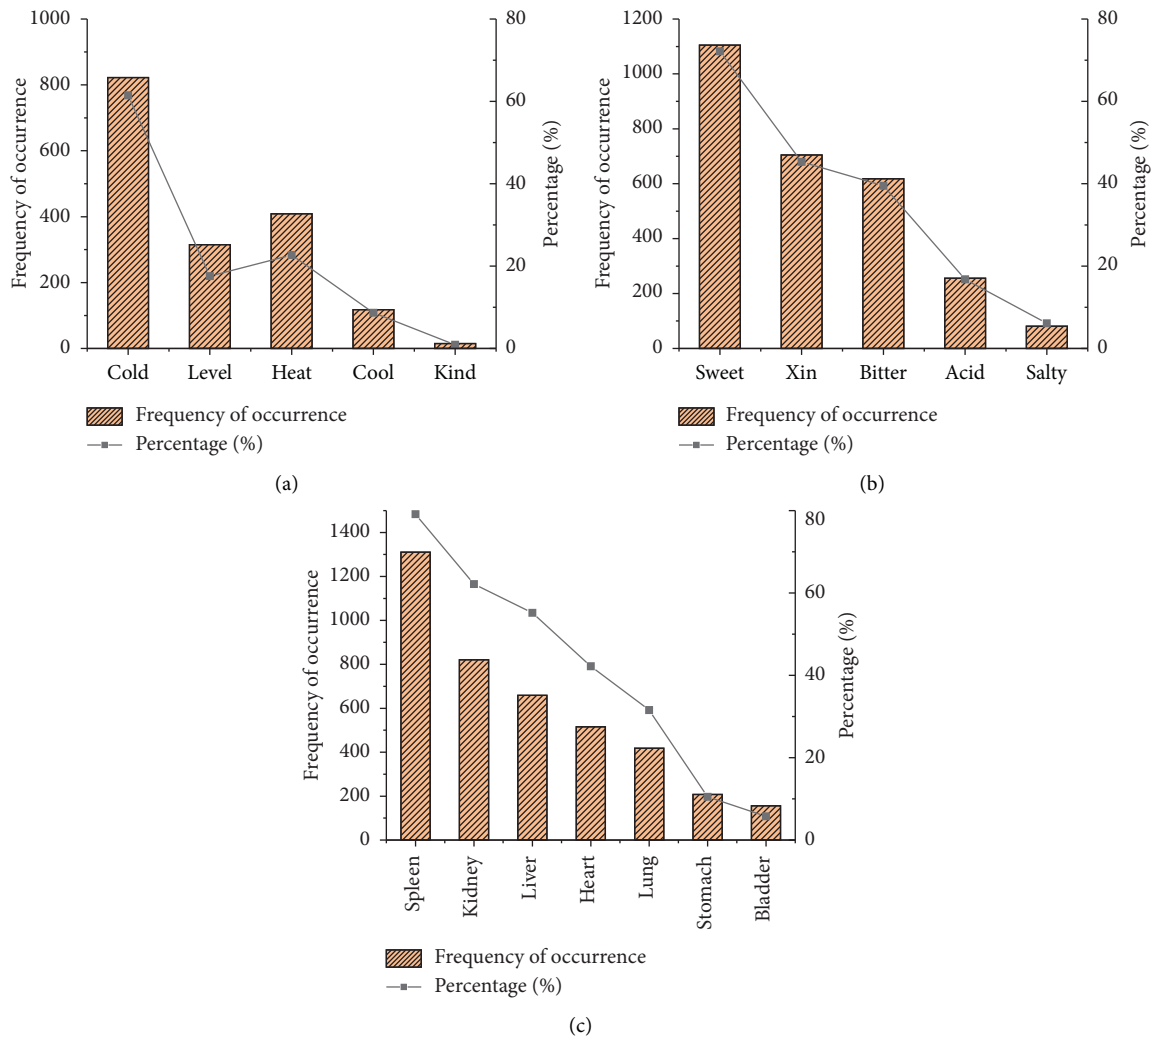 1000
800
600
400
200
0
Frequency of occurrence
80
60
40
20
0
Percentage (%)
Cold Level Heat Cool Kind
Frequency of occurrence
Percentage (%)
(a)
1200
1000
800
600
400
200
0
Frequency of occurrence
80
60
40
20
0
Percentage (%)
Sweet Xin Bitter Acid Salty
Frequency of occurrence
Percentage (%)
(b)
1400
1200
1000
800
600
400
200
0
Frequency of occurrence
80
60
40
20
0
Percentage (%)
Spleen
Kidney
Liver
Heart
Lung
Stomach
Bladder
Frequency of occurrence
Percentage (%)
(c)